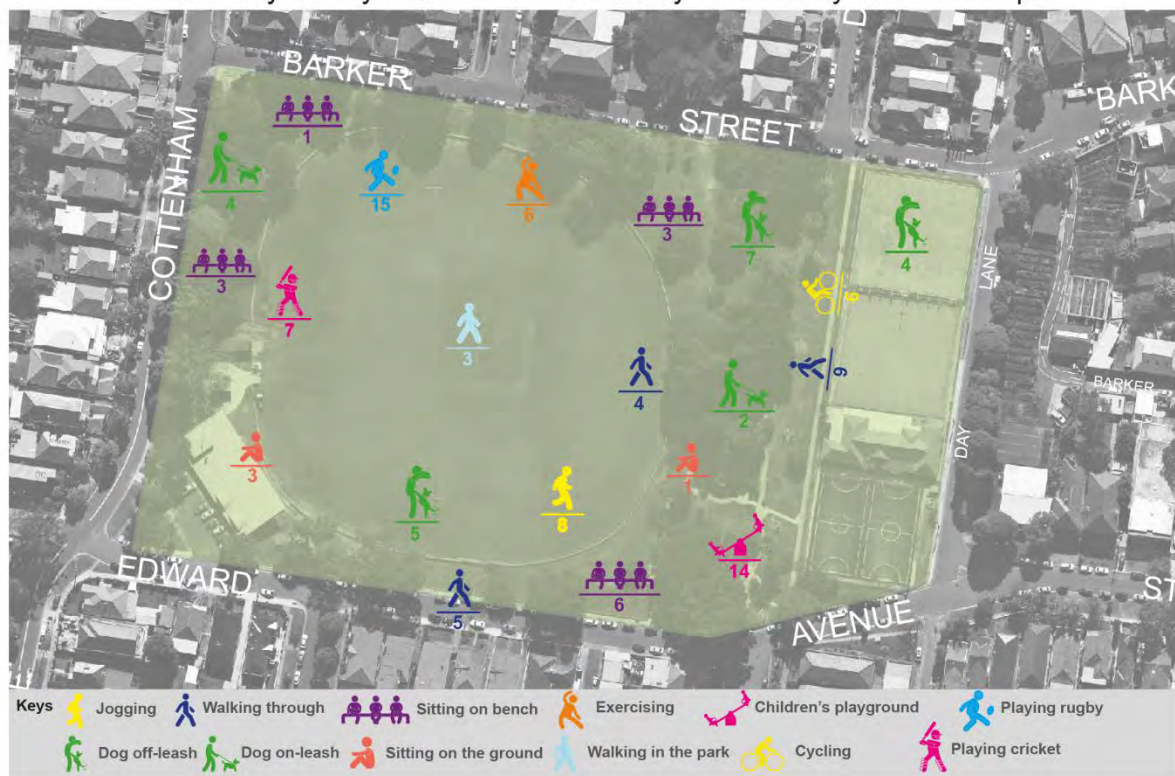 BARKER
STREET
D
BARK
COTTENHAM
1
4
15
6
3
7
4
3
7
3
LANE
4
2
BARKER
DAY
3
1
5
8
14
6
5
EDWARD
AVENUE
ST
Keys
Jogging
Walking through
Sitting on bench
Exercising
Children's playground
Playing rugby
Dog off-leash
Dog on-leash
Sitting on the ground
Walking in the park
Cycling
Playing cricket